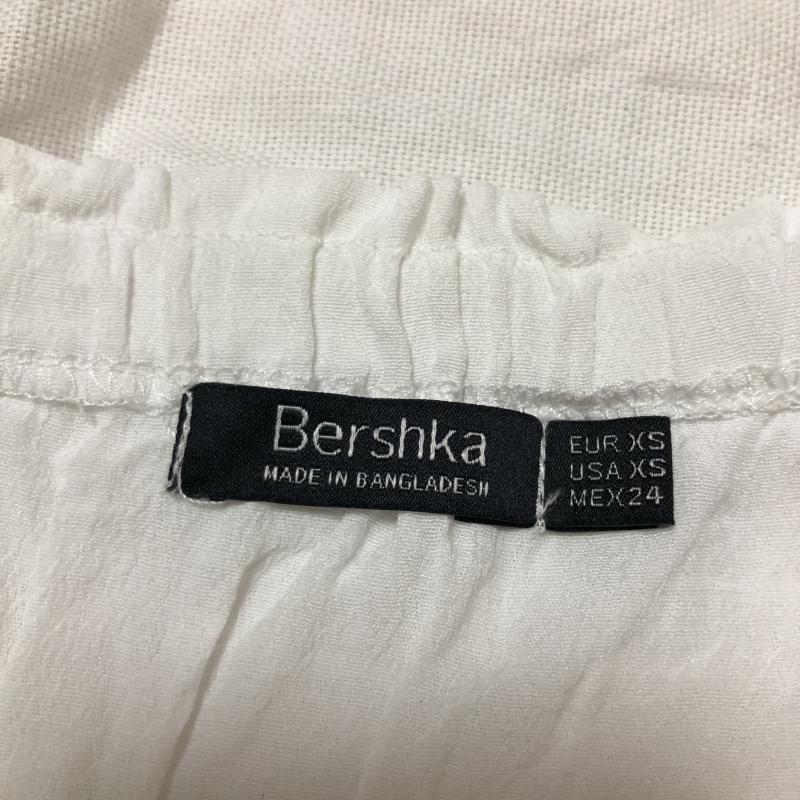 Bershka
MADE IN BANGLADESH
EUR XS
USA XS
MEX 24